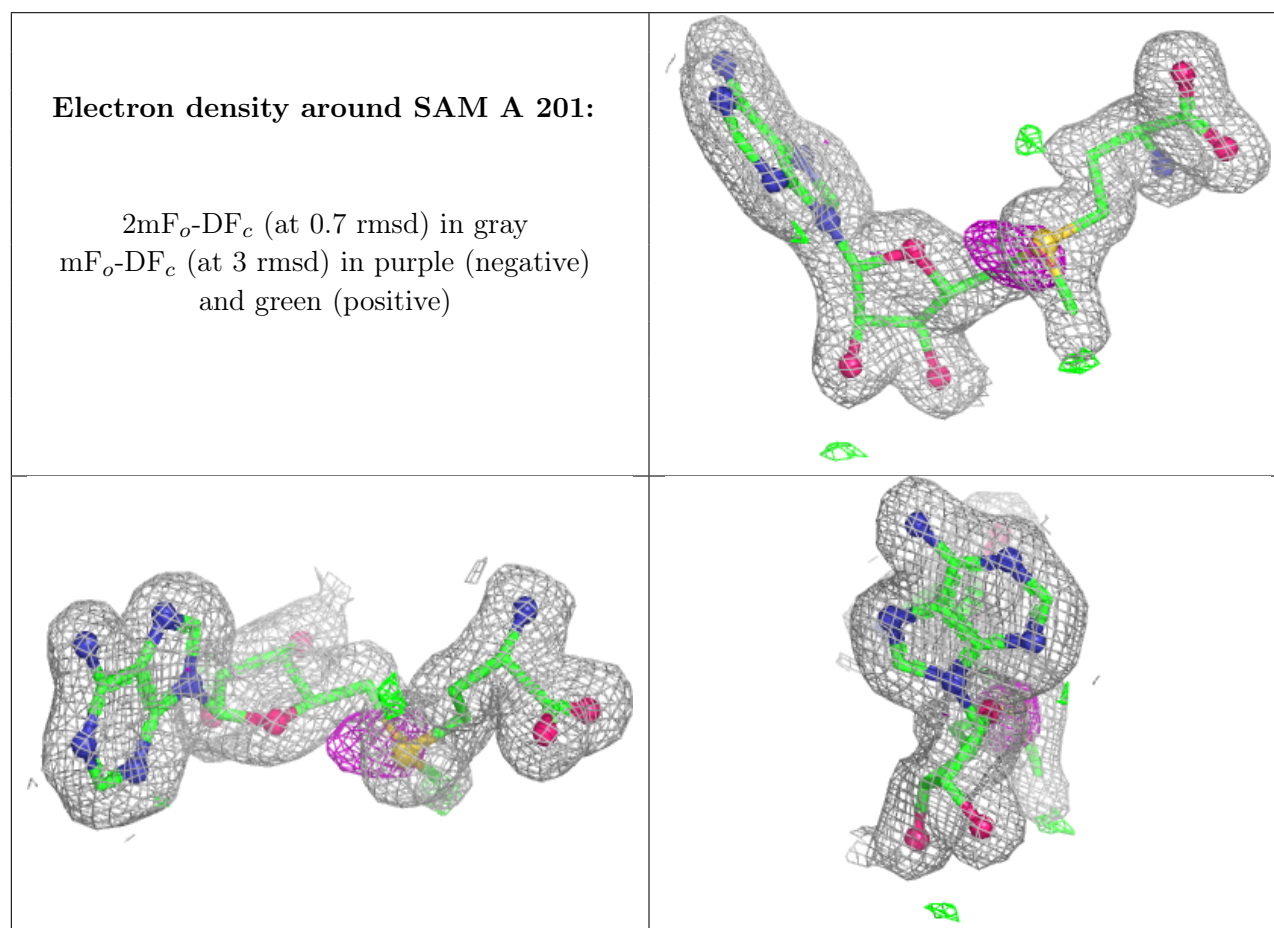 Electron density around SAM A 201:
2mFo-DFc (at 0.7 rmsd) in gray
mFo-DFc (at 3 rmsd) in purple (negative)
and green (positive)